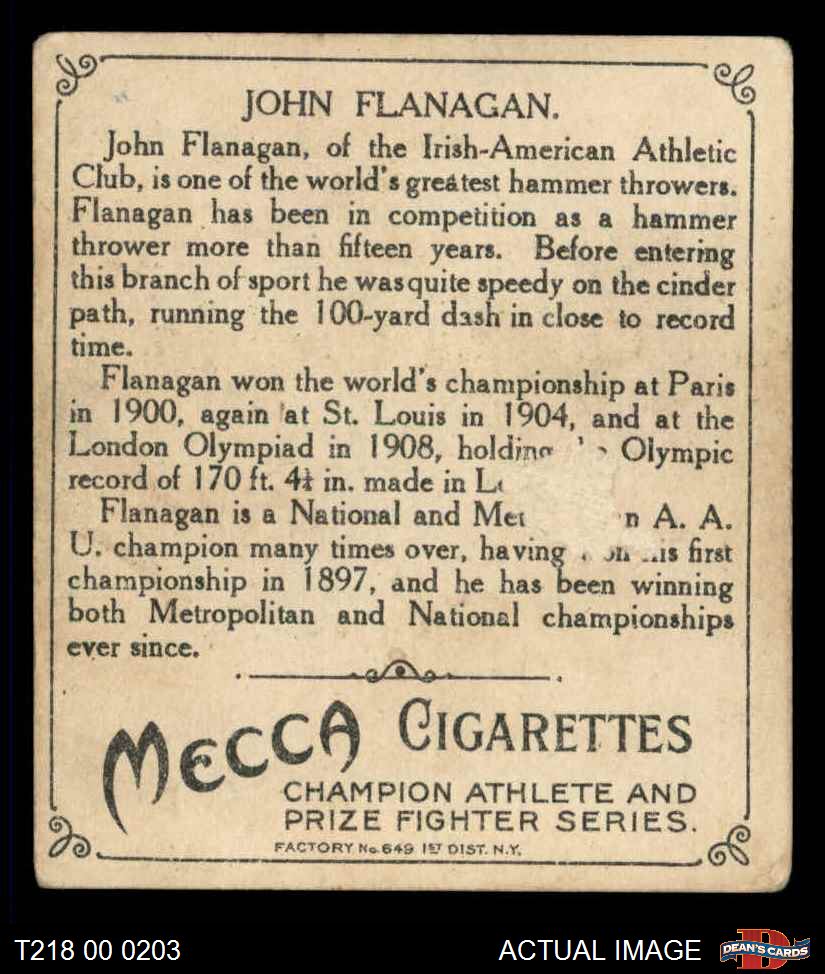 JOHN FLANAGAN.
John Flanagan, of the Irish-American Athletic
Club, is one of the world's greatest hammer throwers.
Flanagan has been in competition as a hammer
thrower more than fifteen years. Before entering
this branch of sport he was quite speedy on the cinder
path, running the 100-yard dash in close to record
time.
Flanagan won the world's championship at Paris
in 1900, again at St. Louis in 1904, and at the
London Olympiad in 1908, holding Olympic
record of 170 ft. 4¼ in. made in
Flanagan is a National and A. A.
U. champion many times over, having first
championship in 1897, and he has been winning
both Metropolitan and National championships
ever since.
MECCA CIGARETTES
CHAMPION ATHLETE AND
PRIZE FIGHTER SERIES.
FACTORY No. 649 1ST DIST. N.Y.
T218 00 0203
ACTUAL IMAGE
D
DEAN'S CARDS